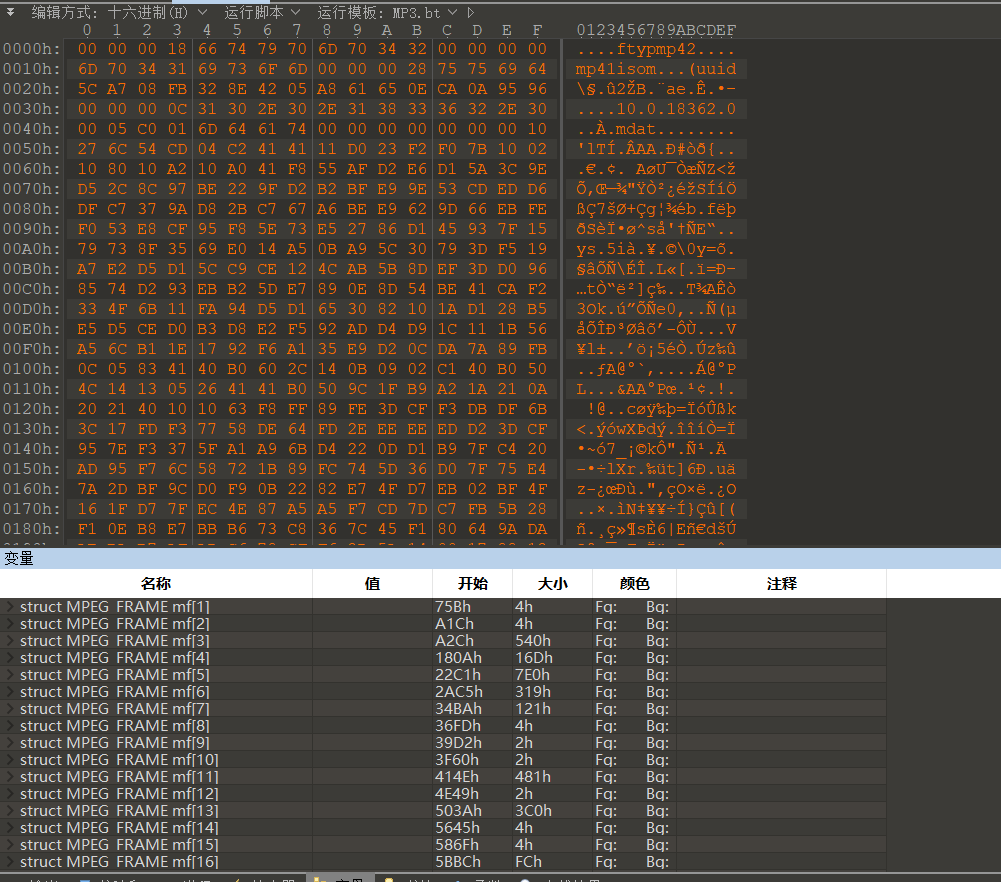 编辑方式: 十六进制(H) 运行脚本 运行模板: MP3.bt
0 1 2 3 4 5 6 7 8 9 A B C D E F 0123456789ABCDEF
0000h: 00 00 00 18 66 74 79 70 6D 70 34 32 00 00 00 00 ....ftypmp42....
0010h: 6D 70 34 31 69 73 6F 6D 00 00 00 28 75 75 69 64 mp41isom...(uuid
0020h: 5C A7 08 FB 32 8E 42 05 A8 61 65 0E CA 0A 95 96 \§.û2ŽB.¨ae.Ê.•–
0030h: 00 00 00 0C 31 30 2E 30 2E 31 38 33 36 32 2E 30 ....10.0.18362.0
0040h: 00 05 C0 01 6D 64 61 74 00 00 00 00 00 00 00 10 ..À.mdat........
0050h: 27 6C 54 CD 04 C2 41 41 11 D0 23 F2 F0 7B 10 02 'lTÍ.ÂAA.Ð#òð{..
0060h: 10 80 10 A2 10 A0 41 F8 55 AF D2 E6 D1 5A 3C 9E .€.¢. AøU¯ÒæÑZ<ž
0070h: D5 2C 8C 97 BE 22 9F D2 B2 BF E9 9E 53 CD ED D6 Õ,Œ—¾"ŸÒ²¿éžSÍíÖ
0080h: DF C7 37 9A D8 2B C7 67 A6 BE E9 62 9D 66 EB FE ßÇ7šØ+Çg¦¾éb.fëþ
0090h: F0 53 E8 CF 95 F8 5E 73 E5 27 86 D1 45 93 7F 15 ðSèÏ•ø^så'†ÑE“..
00A0h: 79 73 8F 35 69 E0 14 A5 0B A9 5C 30 79 3D F5 19 ys.5ià.¥.©\0y=õ.
00B0h: A7 E2 D5 D1 5C C9 CE 12 4C AB 5B 8D EF 3D D0 96 §âÕÑ\ÉÎ.L«[.ï=Ð–
00C0h: 85 74 D2 93 EB B2 5D E7 89 0E 8D 54 BE 41 CA F2 …tÒ“ë²]ç‰..T¾AÊò
00D0h: 33 4F 6B 11 FA 94 D5 D1 65 30 82 10 1A D1 28 B5 3Ok.ú”ÕÑe0‚..Ñ(µ
00E0h: E5 D5 CE D0 B3 D8 E2 F5 92 AD D4 D9 1C 11 1B 56 åÕÎÐ³Øâõ’-ÔÙ...V
00F0h: A5 6C B1 1E 17 92 F6 A1 35 E9 D2 0C DA 7A 89 FB ¥l±..’ö¡5éÒ.Úz‰û
0100h: 0C 05 83 41 40 B0 60 2C 14 0B 09 02 C1 40 B0 50 ..ƒA@°`,....Á@°P
0110h: 4C 14 13 05 26 41 41 B0 50 9C 1F B9 A2 1A 21 0A L...&AA°Pœ.¹¢.!.
0120h: 20 21 40 10 10 63 F8 FF 89 FE 3D CF F3 DB DF 6B !@..cøÿ‰þ=ÏóÛßk
0130h: 3C 17 FD F3 77 58 DE 64 FD 2E EE EE ED D2 3D CF <.ýówXÞdý.îîíÒ=Ï
0140h: 95 7E F3 37 5F A1 A9 6B D4 22 0D D1 B9 7F C4 20 •~ó7_¡©kÔ".Ñ¹.Ä
0150h: AD 95 F7 6C 58 72 1B 89 FC 74 5D 36 D0 7F 75 E4 -•÷lXr.‰üt]6Ð.uä
0160h: 7A 2D BF 9C D0 F9 0B 22 82 E7 4F D7 EB 02 BF 4F z-¿œÐù."‚çO×ë.¿O
0170h: 16 1F D7 7F EC 4E 87 A5 A5 F7 CD 7D C7 FB 5B 28 ..×.ìN‡¥¥÷Í}Çû[(
0180h: F1 0E B8 E7 BB B6 73 C8 36 7C 45 F1 80 64 9A DA ñ.¸ç»¶sÈ6|Eñ€dšÚ
变量
名称 值 开始 大小 颜色 注释
struct MPEG_FRAME mf[1] 75Bh 4h Fg: Bg:
struct MPEG_FRAME mf[2] A1Ch 4h Fg: Bg:
struct MPEG_FRAME mf[3] A2Ch 540h Fg: Bg:
struct MPEG_FRAME mf[4] 180Ah 16Dh Fg: Bg:
struct MPEG_FRAME mf[5] 22C1h 7E0h Fg: Bg:
struct MPEG_FRAME mf[6] 2AC5h 319h Fg: Bg:
struct MPEG_FRAME mf[7] 34BAh 121h Fg: Bg:
struct MPEG_FRAME mf[8] 36FDh 4h Fg: Bg:
struct MPEG_FRAME mf[9] 39D2h 2h Fg: Bg:
struct MPEG_FRAME mf[10] 3F60h 2h Fg: Bg:
struct MPEG_FRAME mf[11] 414Eh 481h Fg: Bg:
struct MPEG_FRAME mf[12] 4E49h 2h Fg: Bg:
struct MPEG_FRAME mf[13] 503Ah 3C0h Fg: Bg:
struct MPEG_FRAME mf[14] 5645h 4h Fg: Bg:
struct MPEG_FRAME mf[15] 586Fh 4h Fg: Bg:
struct MPEG_FRAME mf[16] 5BBCh FCh Fg: Bg: